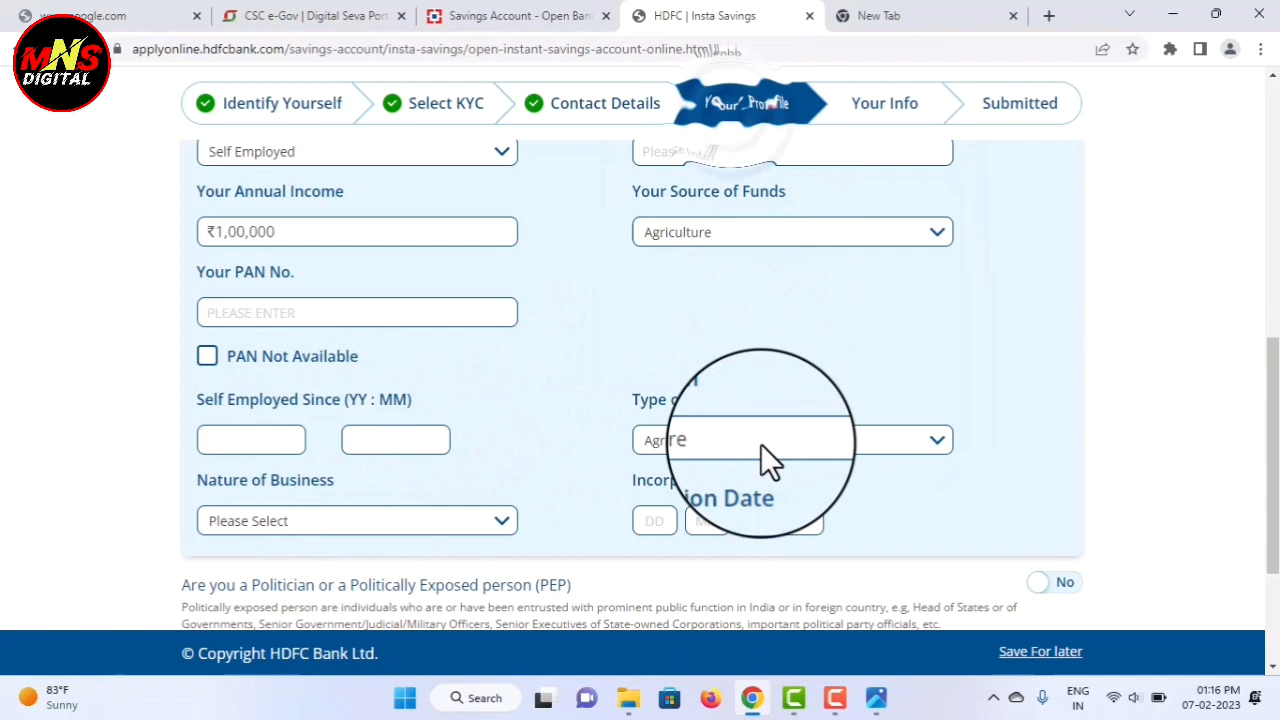 www.google.com
CSC e-Gov | Digital Seva Port
Savings Account - Open Bank
HDFC | Insta Savings
New Tab
applyonline.hdfcbank.com/savings-account/insta-savings/open-instant-savings-account-online.html
MNS
DIGITAL
Identify Yourself
Select KYC
Contact Details
Your Profile
Your Info
Submitted
Self Employed
Your Annual Income
Your Source of Funds
₹1,00,000
Agriculture
Your PAN No.
PLEASE ENTER
PAN Not Available
Self Employed Since (YY : MM)
Type
Nature of Business
ion Date
Please Select
DD
Are you a Politician or a Politically Exposed person (PEP)
No
Politically exposed person are individuals who are or have been entrusted with prominent public function in India or in foreign country, e.g, Head of States or of
Governments, Senior Government/Judicial/Military Officers, Senior Executives of State-owned Corporations, important political party officials, etc.
© Copyright HDFC Bank Ltd.
Save For later
83°F
Sunny
Search
ENG
IN
01:16 PM
07-02-2023